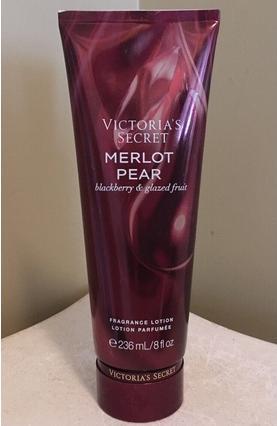 VICTORIA'S
SECRET
MERLOT
PEAR
blackberry & glazed fruit
FRAGRANCE LOTION
LOTION PARFUMÉE
℮ 236 mL/8 fl oz
VICTORIA'S SECRET